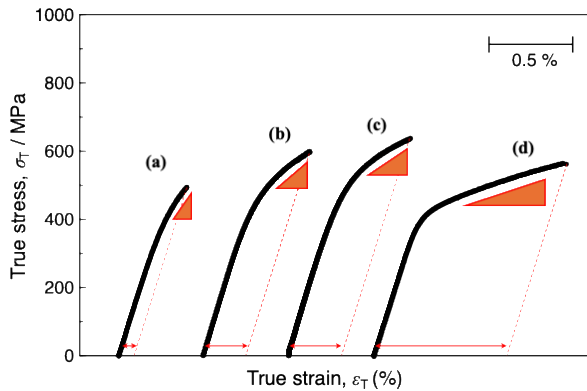 1000
0.5 %
800
True stress, σT / MPa
600
(a)
(b)
(c)
(d)
400
200
0
True strain, εT (%)